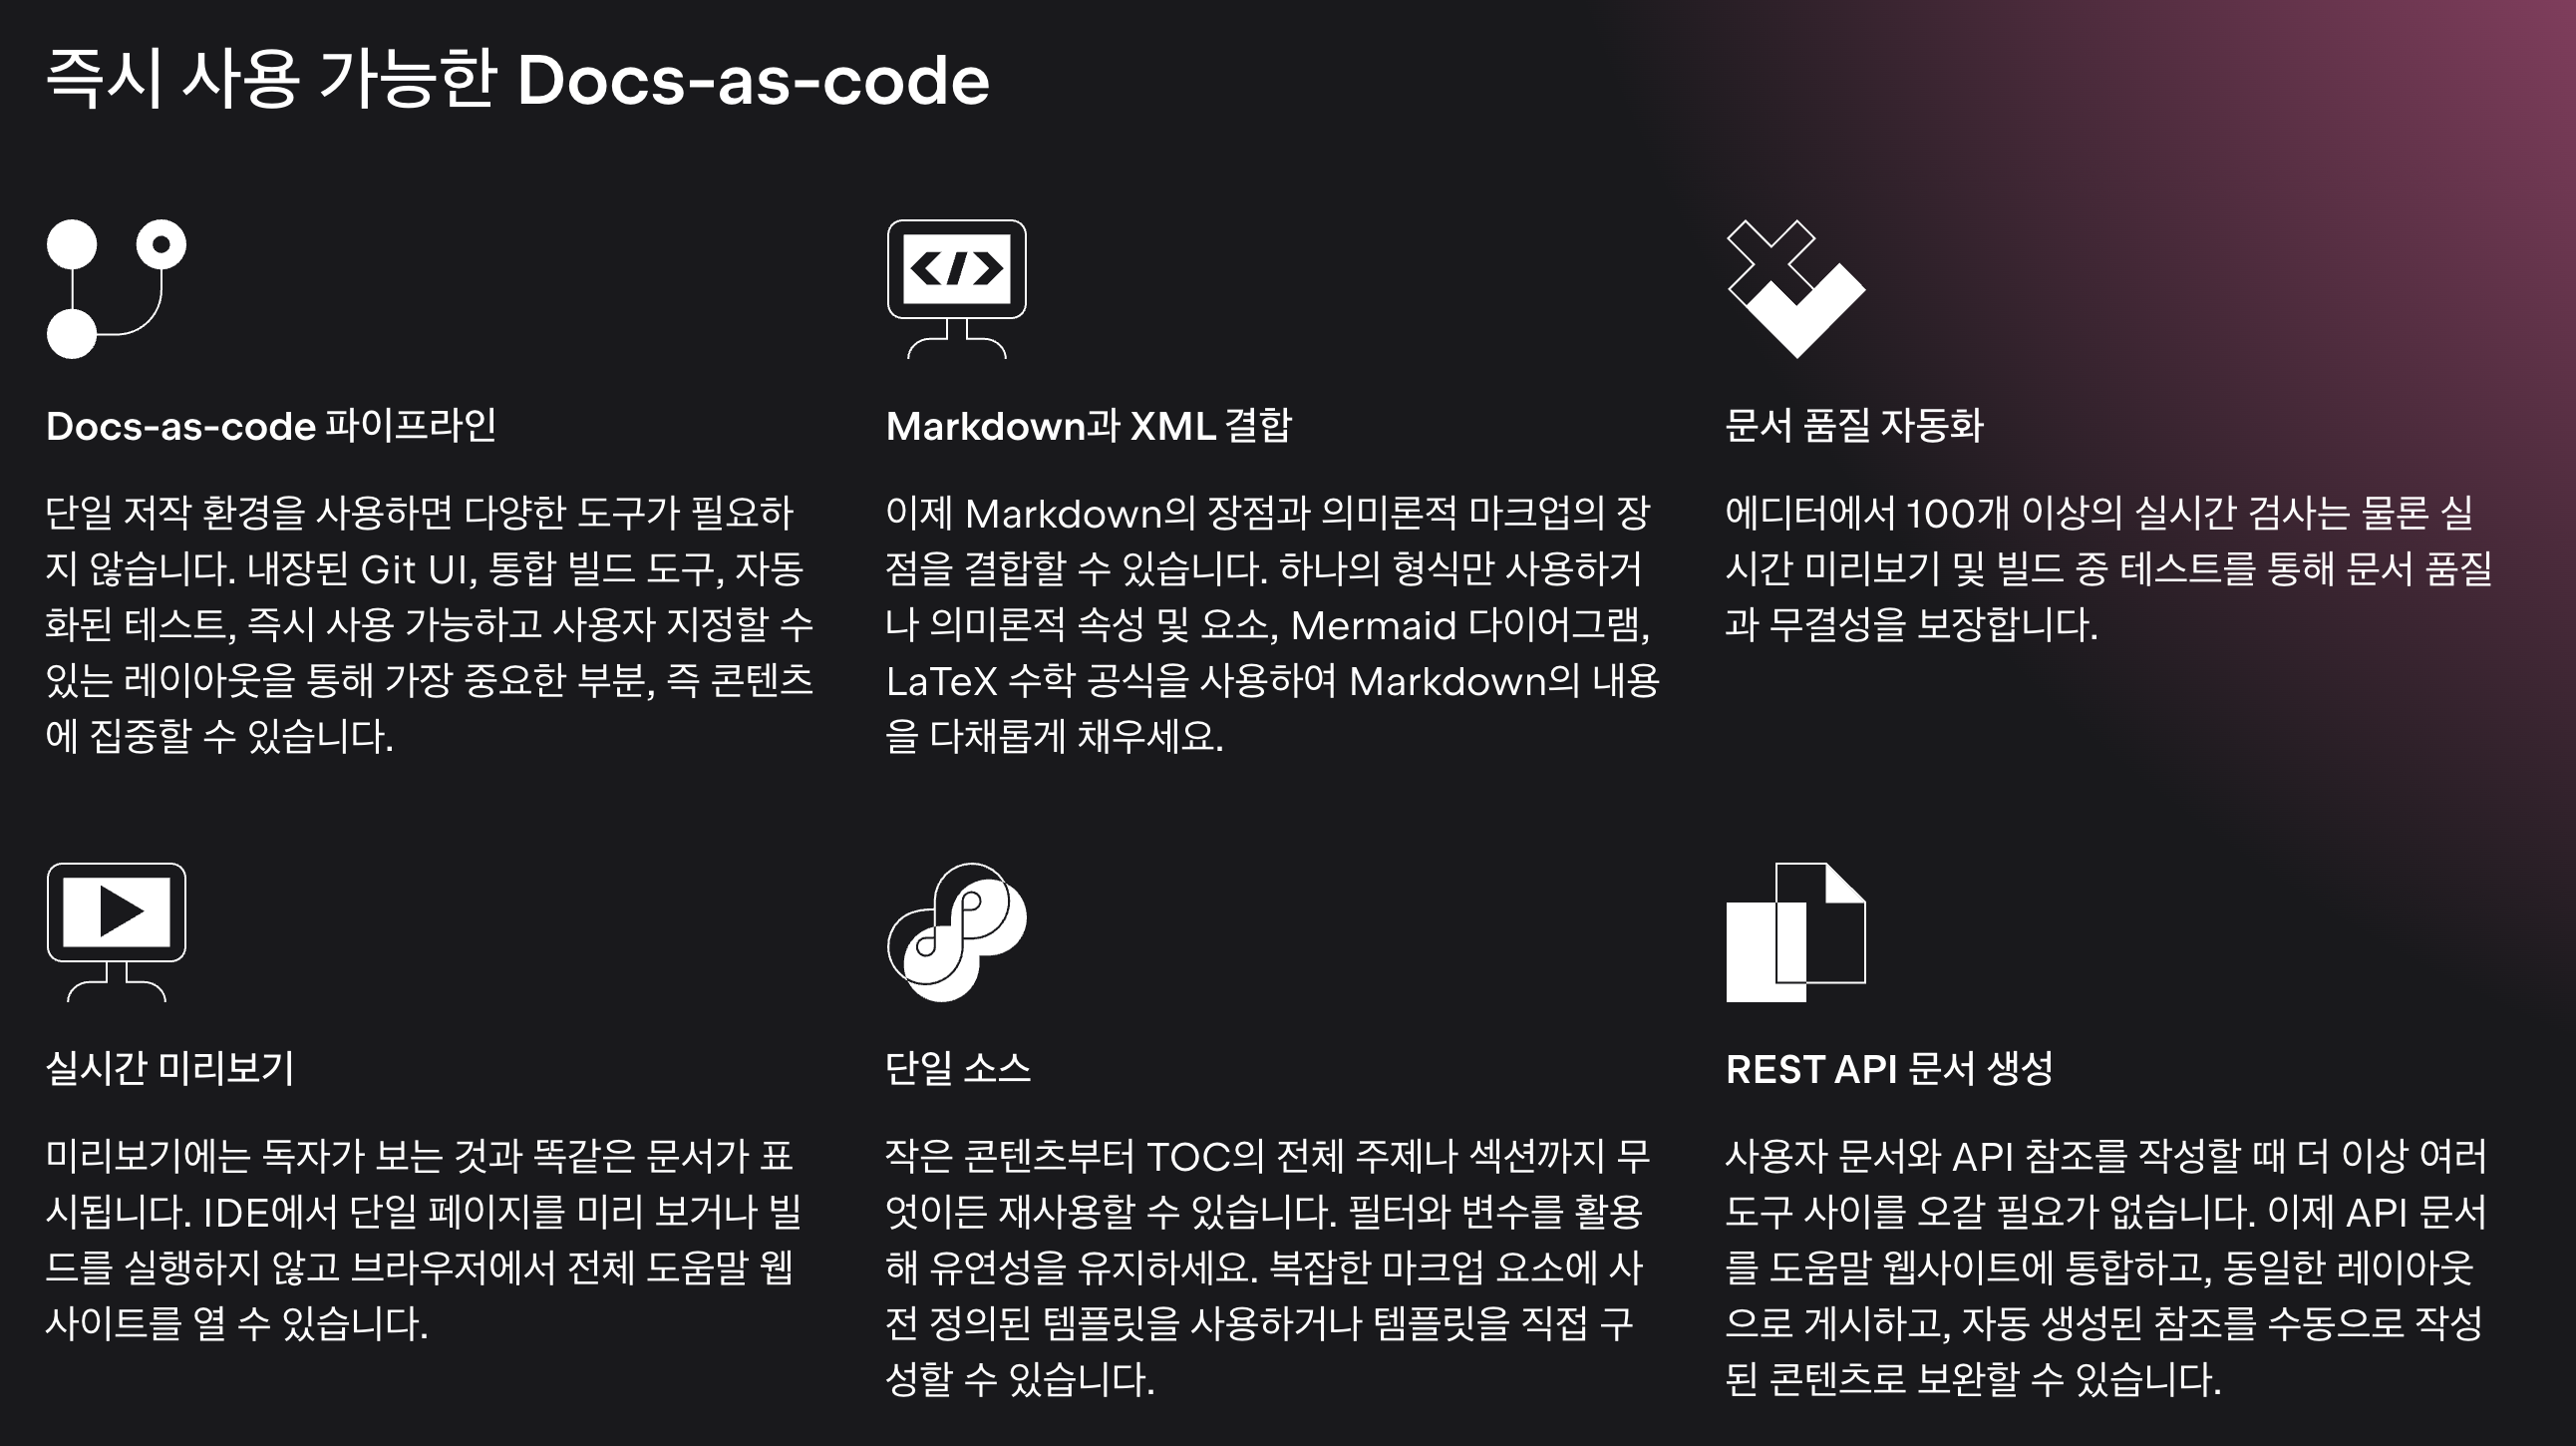 즉시 사용 가능한 Docs-as-code
</>
Docs-as-code 파이프라인
단일 저작 환경을 사용하면 다양한 도구가 필요하
지 않습니다. 내장된 Git UI, 통합 빌드 도구, 자동
화된 테스트, 즉시 사용 가능하고 사용자 지정할 수
있는 레이아웃을 통해 가장 중요한 부분, 즉 콘텐츠
에 집중할 수 있습니다.
Markdown과 XML 결합
이제 Markdown의 장점과 의미론적 마크업의 장
점을 결합할 수 있습니다. 하나의 형식만 사용하거
나 의미론적 속성 및 요소, Mermaid 다이어그램,
LaTeX 수학 공식을 사용하여 Markdown의 내용
을 다채롭게 채우세요.
문서 품질 자동화
에디터에서 100개 이상의 실시간 검사는 물론 실
시간 미리보기 및 빌드 중 테스트를 통해 문서 품질
과 무결성을 보장합니다.
실시간 미리보기
미리보기에는 독자가 보는 것과 똑같은 문서가 표
시됩니다. IDE에서 단일 페이지를 미리 보거나 빌
드를 실행하지 않고 브라우저에서 전체 도움말 웹
사이트를 열 수 있습니다.
단일 소스
작은 콘텐츠부터 TOC의 전체 주제나 섹션까지 무
엇이든 재사용할 수 있습니다. 필터와 변수를 활용
해 유연성을 유지하세요. 복잡한 마크업 요소에 사
전 정의된 템플릿을 사용하거나 템플릿을 직접 구
성할 수 있습니다.
REST API 문서 생성
사용자 문서와 API 참조를 작성할 때 더 이상 여러
도구 사이를 오갈 필요가 없습니다. 이제 API 문서
를 도움말 웹사이트에 통합하고, 동일한 레이아웃
으로 게시하고, 자동 생성된 참조를 수동으로 작성
된 콘텐츠로 보완할 수 있습니다.